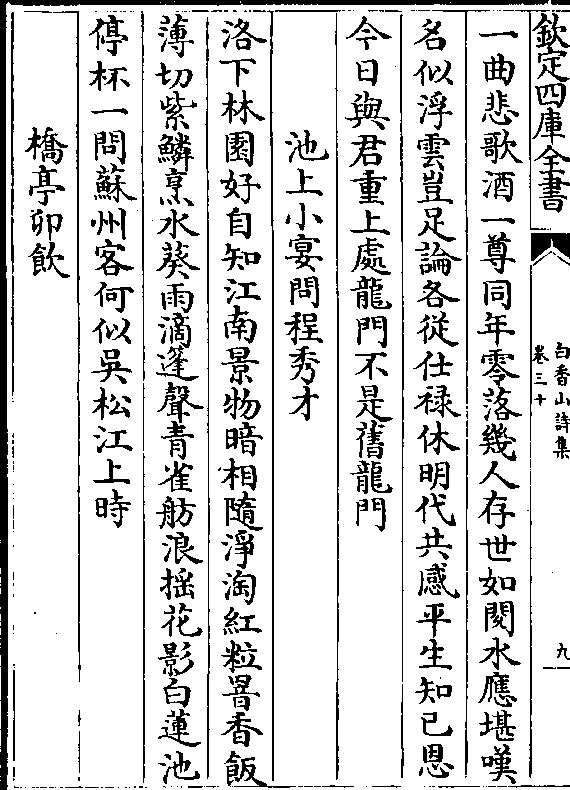 欽定四庫全書
白香山詩集
卷三十
九
一曲悲歌酒一尊同年零落幾人存世如閱水應堪嘆
名似浮雲豈足論各從仕祿休明代共感平生知已恩
今日與君重上處龍門不是舊龍門
池上小宴問程秀才
洛下林園好自知江南景物暗相隨淨淘紅粒罯香飯
薄切紫鱗烹水葵雨滴篷聲青雀舫浪揺花影白蓮池
停杯一問蘇州客何似吳松江上時
橋亭卯飲